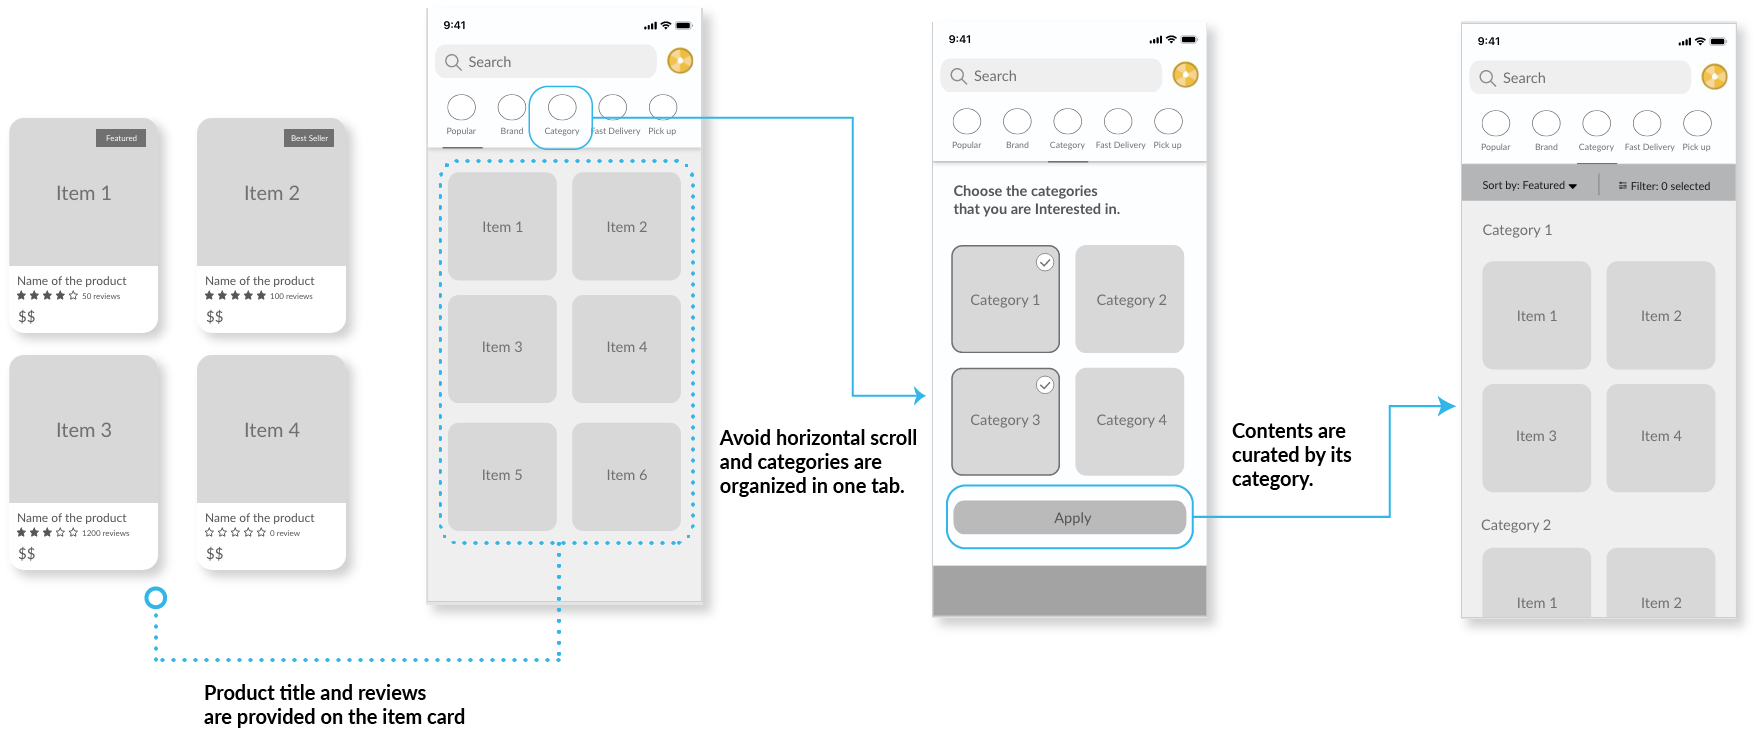 Featured
Item 1
Name of the product
50 reviews
$$
Best Seller
Item 2
Name of the product
100 reviews
$$
Item 3
Name of the product
1200 reviews
$$
Item 4
Name of the product
0 review
$$
Product title and reviews
are provided on the item card
9:41
Search
Popular
Brand
Category
Fast Delivery
Pick up
Item 1
Item 2
Item 3
Item 4
Item 5
Item 6
Avoid horizontal scroll
and categories are
organized in one tab.
9:41
Search
Popular
Brand
Category
Fast Delivery
Pick up
Choose the categories
that you are Interested in.
Category 1
Category 2
Category 3
Category 4
Apply
Contents are
curated by its
category.
9:41
Search
Popular
Brand
Category
Fast Delivery
Pick up
Sort by: Featured
Filter: 0 selected
Category 1
Item 1
Item 2
Item 3
Item 4
Category 2
Item 1
Item 2